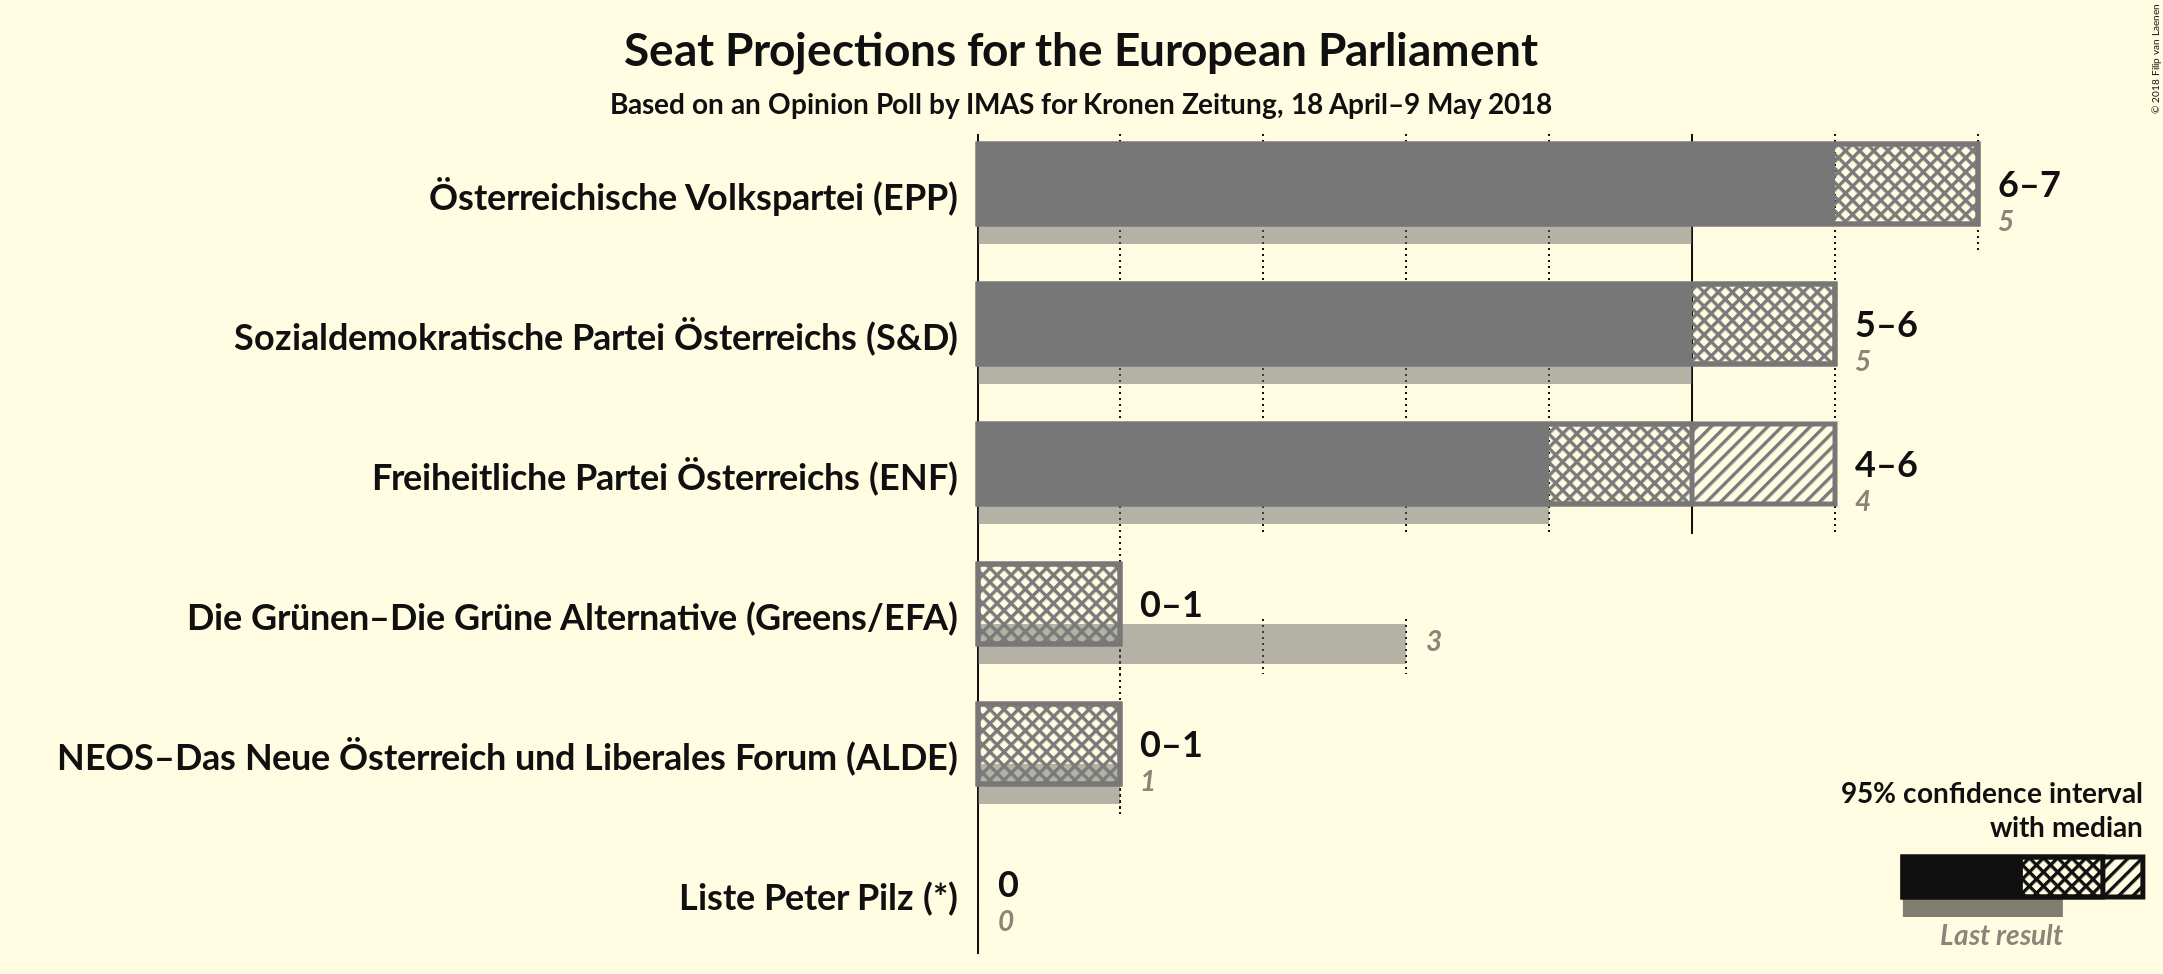 Seat Projections for the European Parliament
Based on an Opinion Poll by IMAS for Kronen Zeitung, 18 April–9 May 2018
© 2018 Filip van Laenen
Österreichische Volkspartei (EPP)
6–7
5
Sozialdemokratische Partei Österreichs (S&D)
5–6
5
Freiheitliche Partei Österreichs (ENF)
4–6
4
Die Grünen–Die Grüne Alternative (Greens/EFA)
0–1
3
NEOS–Das Neue Österreich und Liberales Forum (ALDE)
0–1
1
Liste Peter Pilz (*)
0
0
95% confidence interval
with median
Last result